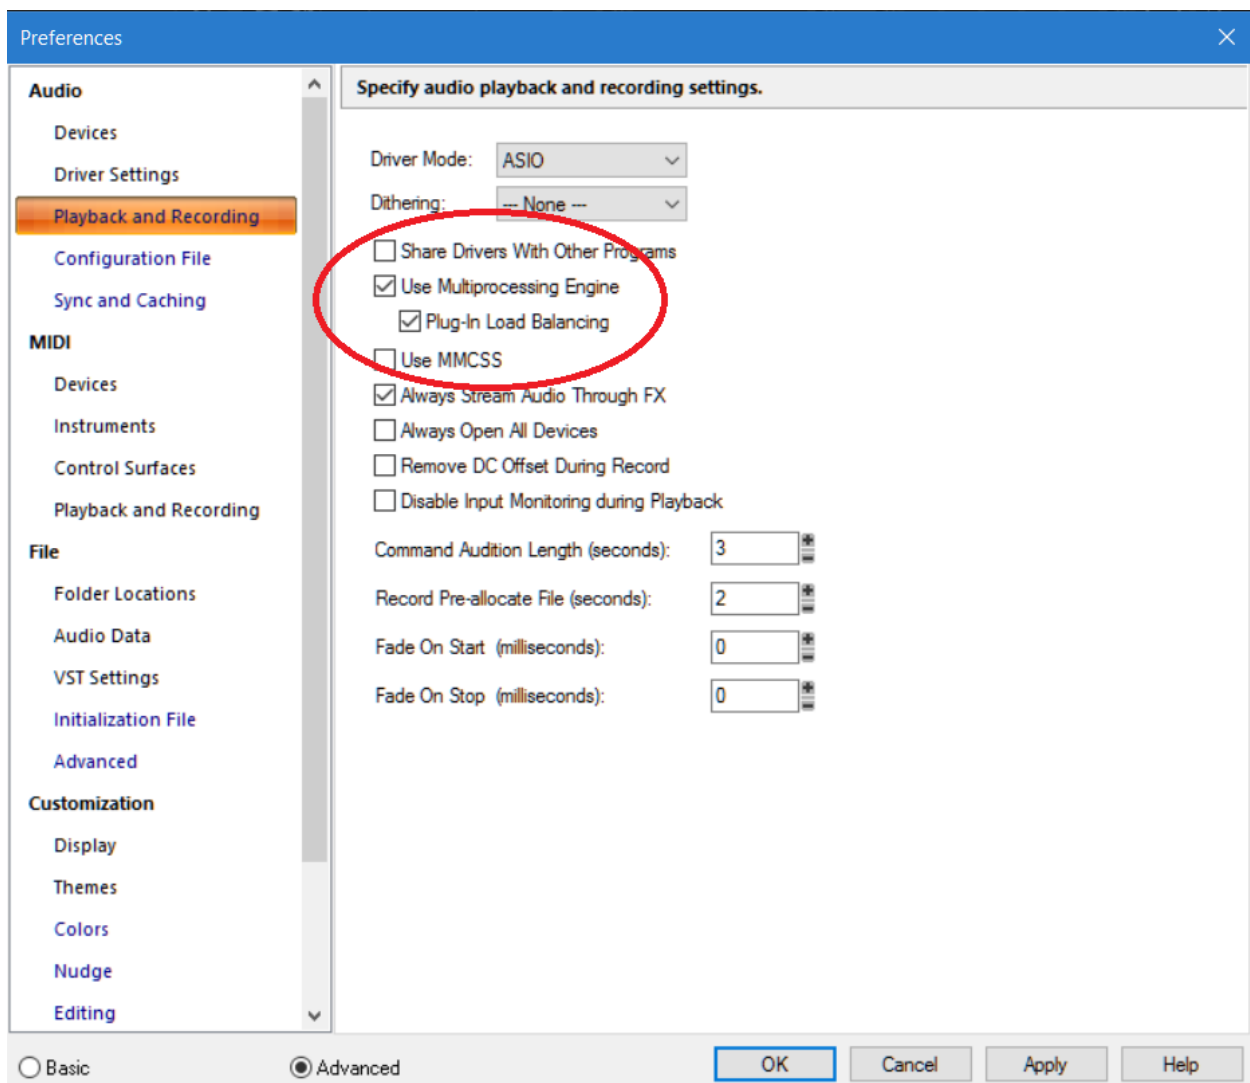 Preferences
Audio
Devices
Driver Settings
Playback and Recording
Configuration File
Sync and Caching
MIDI
Devices
Instruments
Control Surfaces
Playback and Recording
File
Folder Locations
Audio Data
VST Settings
Initialization File
Advanced
Customization
Display
Themes
Colors
Nudge
Editing
Basic
Advanced
Specify audio playback and recording settings.
Driver Mode: ASIO
Dithering: --- None ---
Share Drivers With Other Programs
Use Multiprocessing Engine
Plug-In Load Balancing
Use MMCSS
Always Stream Audio Through FX
Always Open All Devices
Remove DC Offset During Record
Disable Input Monitoring during Playback
Command Audition Length (seconds): 3
Record Pre-allocate File (seconds): 2
Fade On Start (milliseconds): 0
Fade On Stop (milliseconds): 0
OK Cancel Apply Help